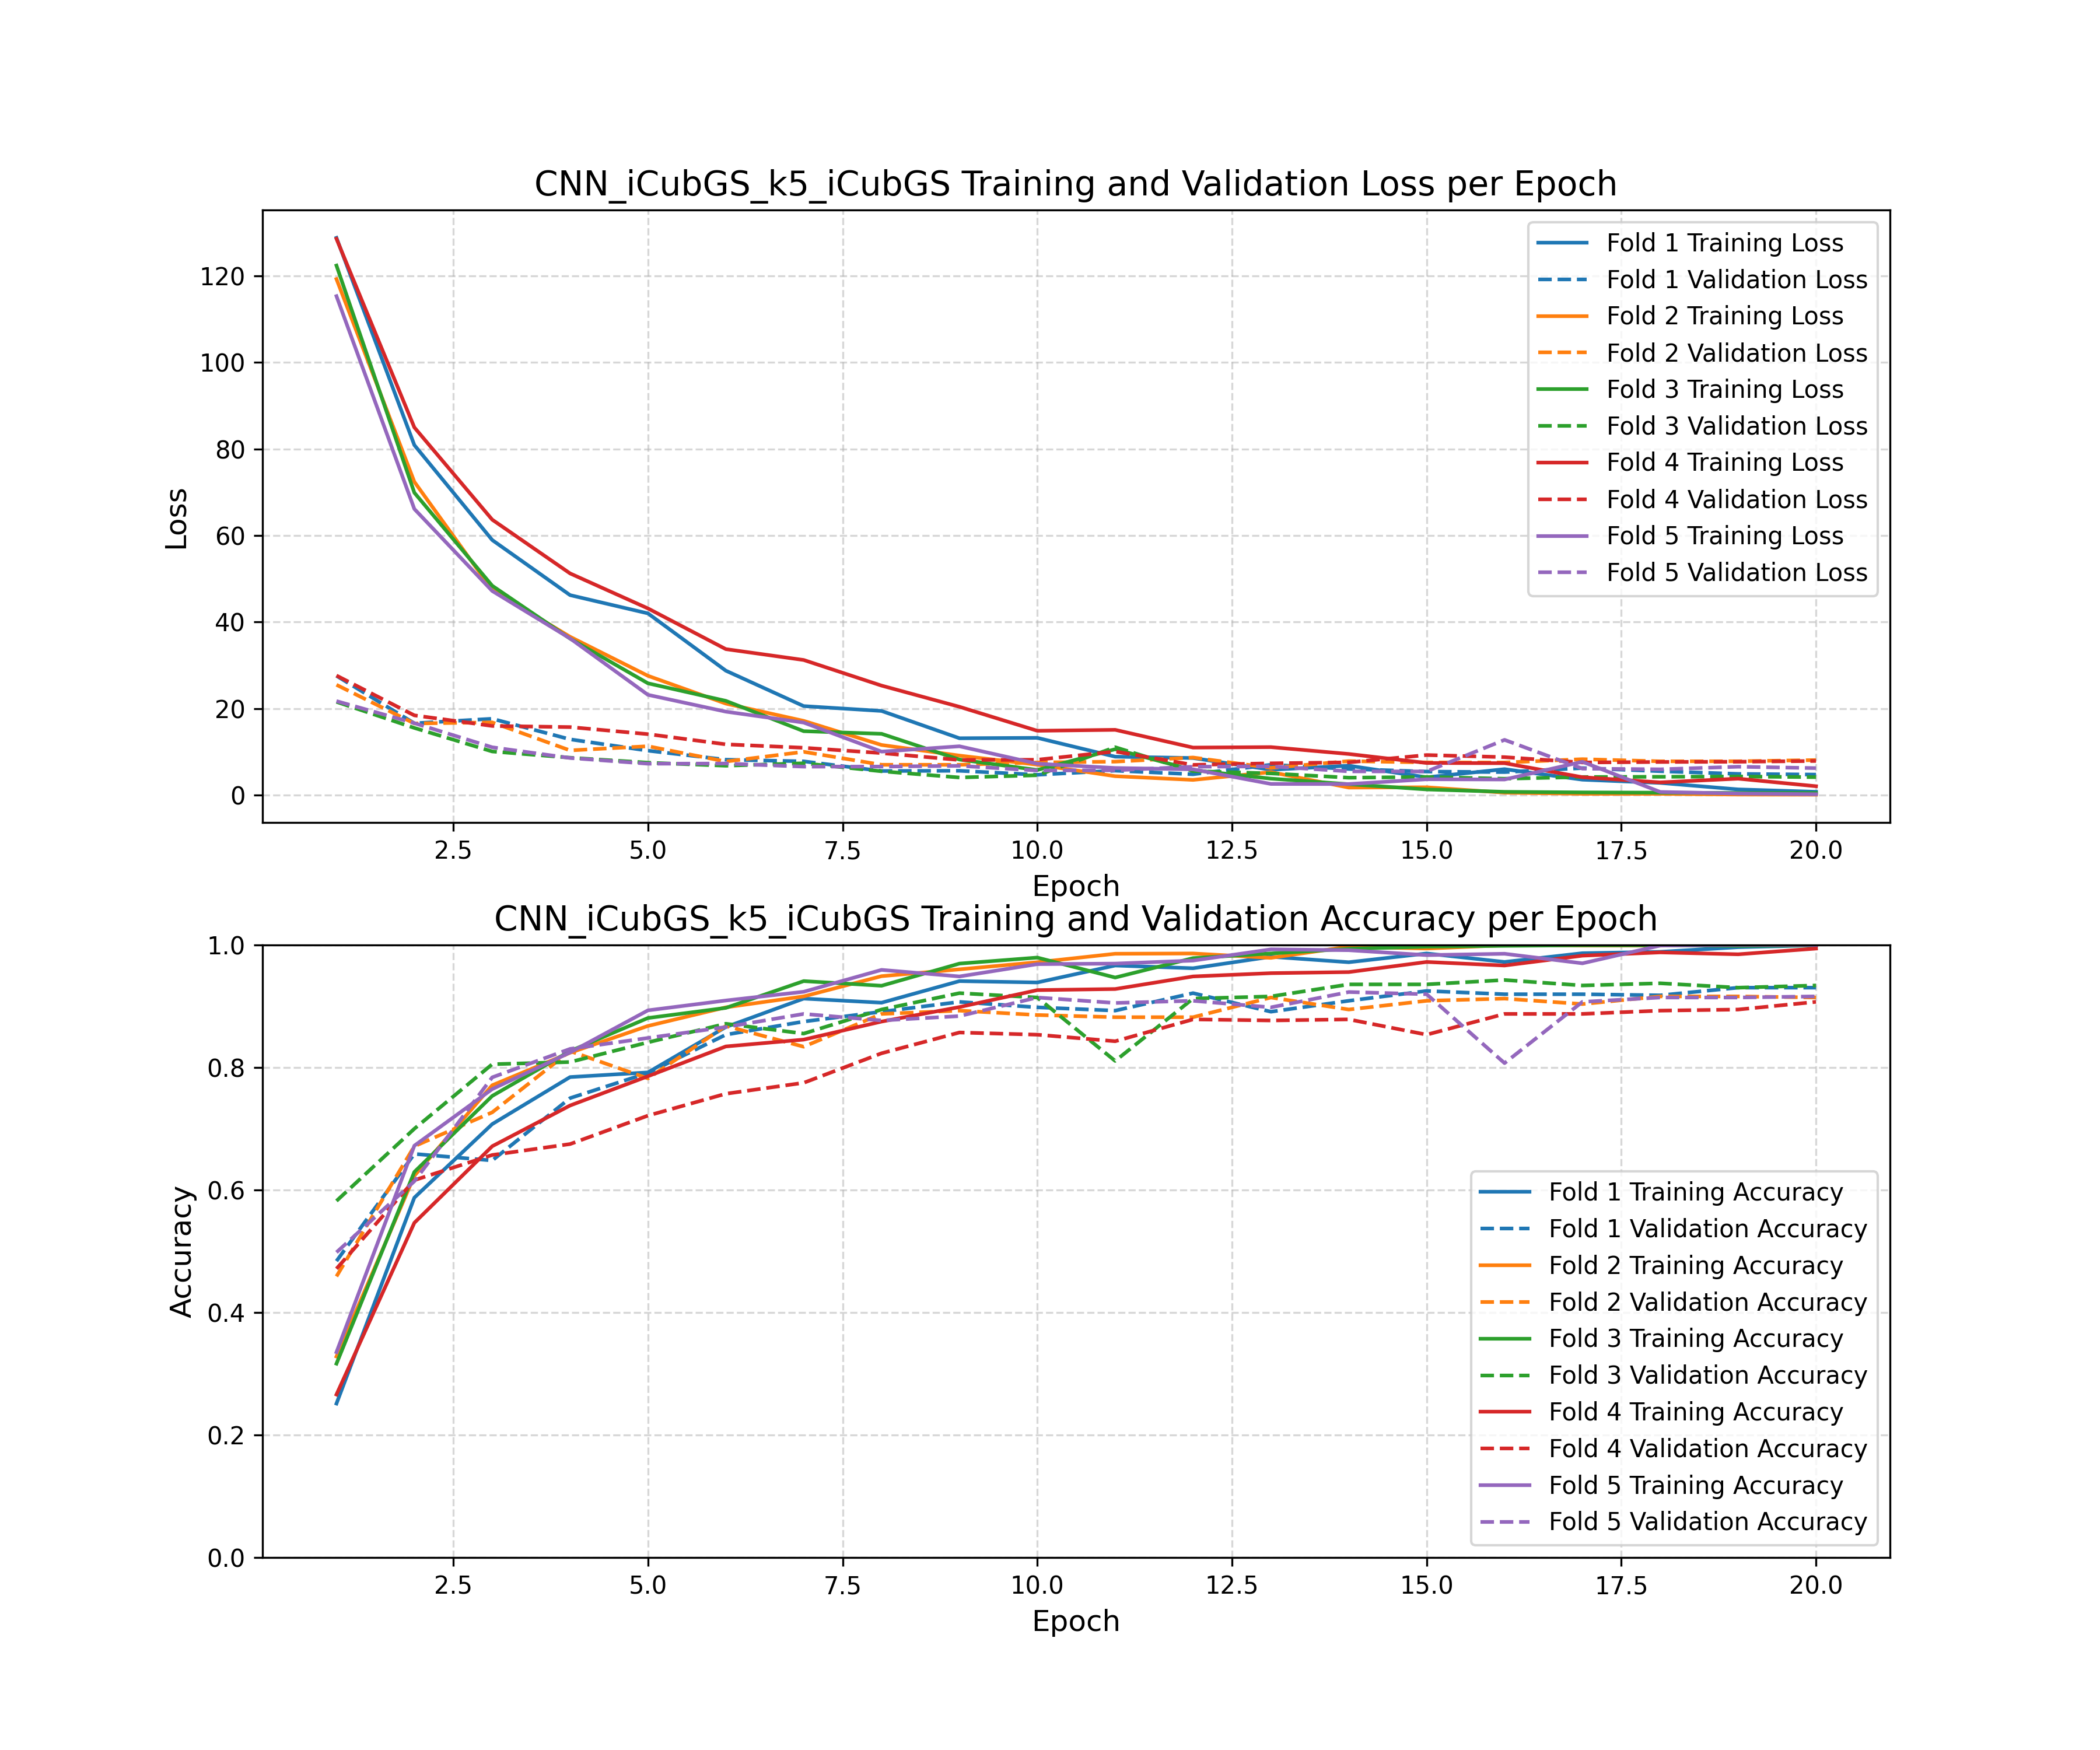 CNN_iCubGS_k5_iCubGS Training and Validation Loss per Epoch
Loss
120
100
80
60
40
20
0
Fold 1 Training Loss
Fold 1 Validation Loss
Fold 2 Training Loss
Fold 2 Validation Loss
Fold 3 Training Loss
Fold 3 Validation Loss
Fold 4 Training Loss
Fold 4 Validation Loss
Fold 5 Training Loss
Fold 5 Validation Loss
2.5 5.0 7.5 10.0 12.5 15.0 17.5 20.0
Epoch
CNN_iCubGS_k5_iCubGS Training and Validation Accuracy per Epoch
Accuracy
1.0
0.8
0.6
0.4
0.2
0.0
Fold 1 Training Accuracy
Fold 1 Validation Accuracy
Fold 2 Training Accuracy
Fold 2 Validation Accuracy
Fold 3 Training Accuracy
Fold 3 Validation Accuracy
Fold 4 Training Accuracy
Fold 4 Validation Accuracy
Fold 5 Training Accuracy
Fold 5 Validation Accuracy
2.5 5.0 7.5 10.0 12.5 15.0 17.5 20.0
Epoch